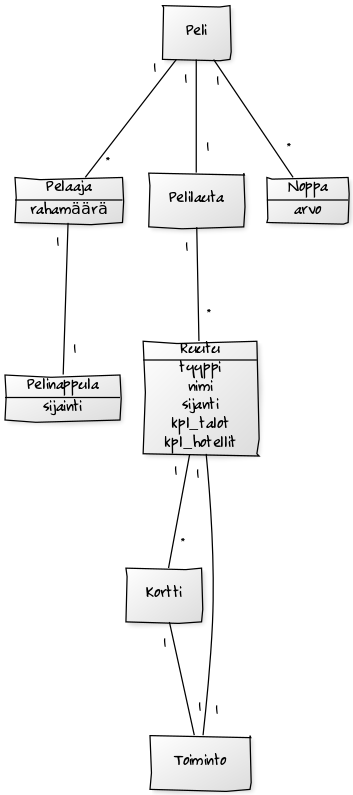 Peli
1
1
1
*
1
*
Pelaaja
rahamäärä
Pelilauta
Noppa
arvo
1
1
1
*
Pelinappula
sijainti
Ruutu
tyyppi
nimi
sijanti
kpl_talot
kpl_hotellit
1
1
*
Kortti
1
1
1
Toiminto